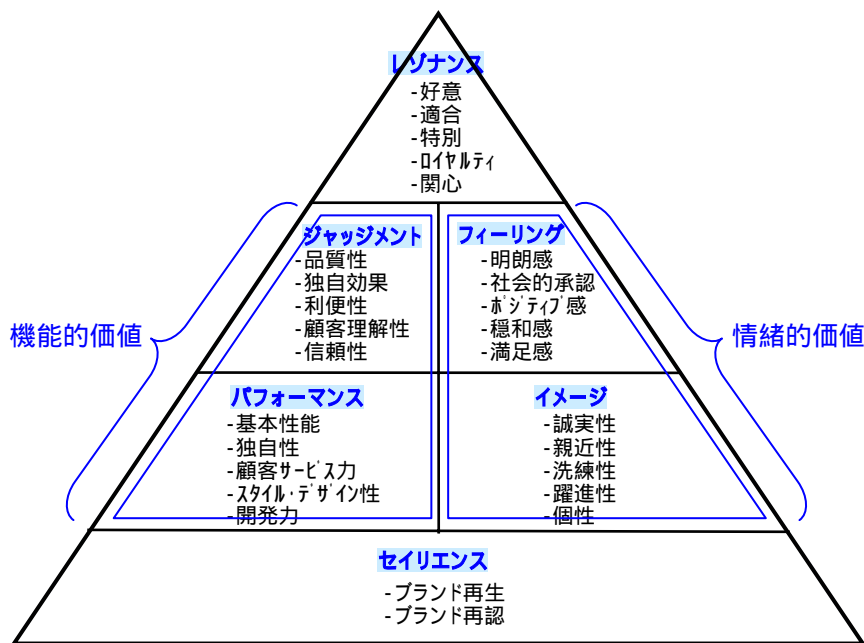 レゾナンス
-好意
-適合
-特別
-ﾛｲﾔﾙﾃｨ
-関心
ジャッジメント
-品質性
-独自効果
-利便性
-顧客理解性
-信頼性
フィーリング
-明朗感
-社会的承認
-ﾎﾟｼﾞﾃｨﾌﾞ感
-穏和感
-満足感
機能的価値
情緒的価値
パフォーマンス
-基本性能
-独自性
-顧客ｻｰﾋﾞｽ力
-ｽﾀｲﾙ・ﾃﾞｻﾞｲﾝ性
-開発力
イメージ
-誠実性
-親近性
-洗練性
-躍進性
-個性
セイリエンス
-ブランド再生
-ブランド再認